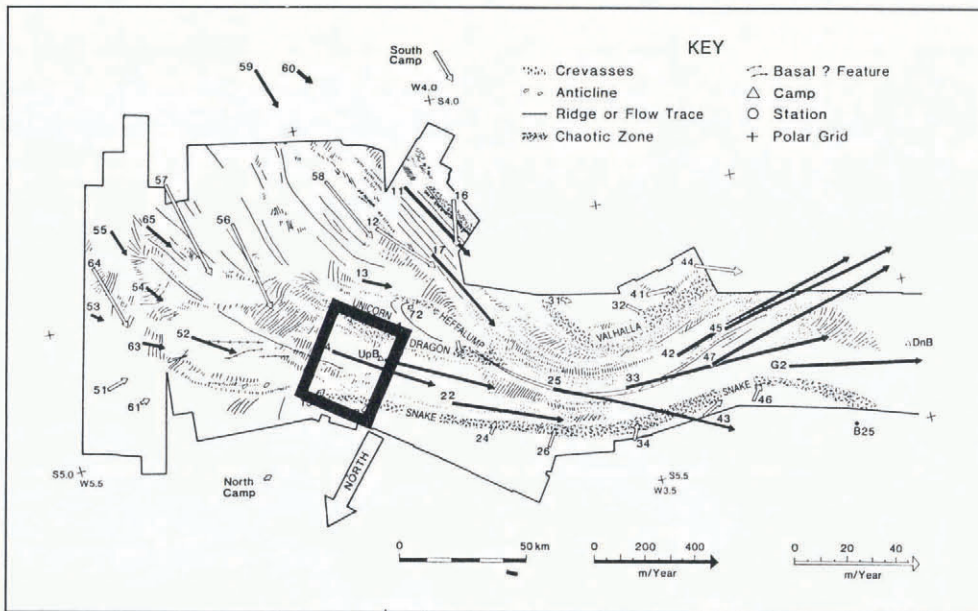 KEY
Crevasses
Anticline
Ridge or Flow Trace
Chaotic Zone
Basal ? Feature
Camp
Station
Polar Grid
South
Camp
W4.0
S4.0
59
60
57
58
11
16
12
17
56
65
55
64
54
53
52
63
51
61
13
72
UNICORN
HEFFALUMP
DRAGON
UpB
22
SNAKE
24
25
26
31
32
41
44
VALHALLA
42
45
47
33
G2
DnB
SNAKE
46
43
34
B25
S5.0
W5.5
North
Camp
NORTH
S5.5
W3.5
0 50 km
0 200 400
m/Year
0 20 40
m/Year